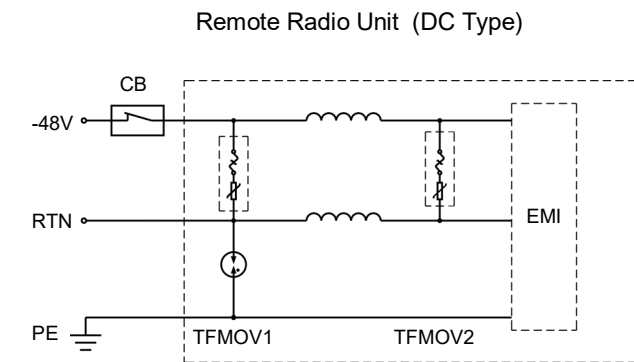 Remote Radio Unit (DC Type)
CB
-48V
RTN
EMI
PE
TFMOV1
TFMOV2